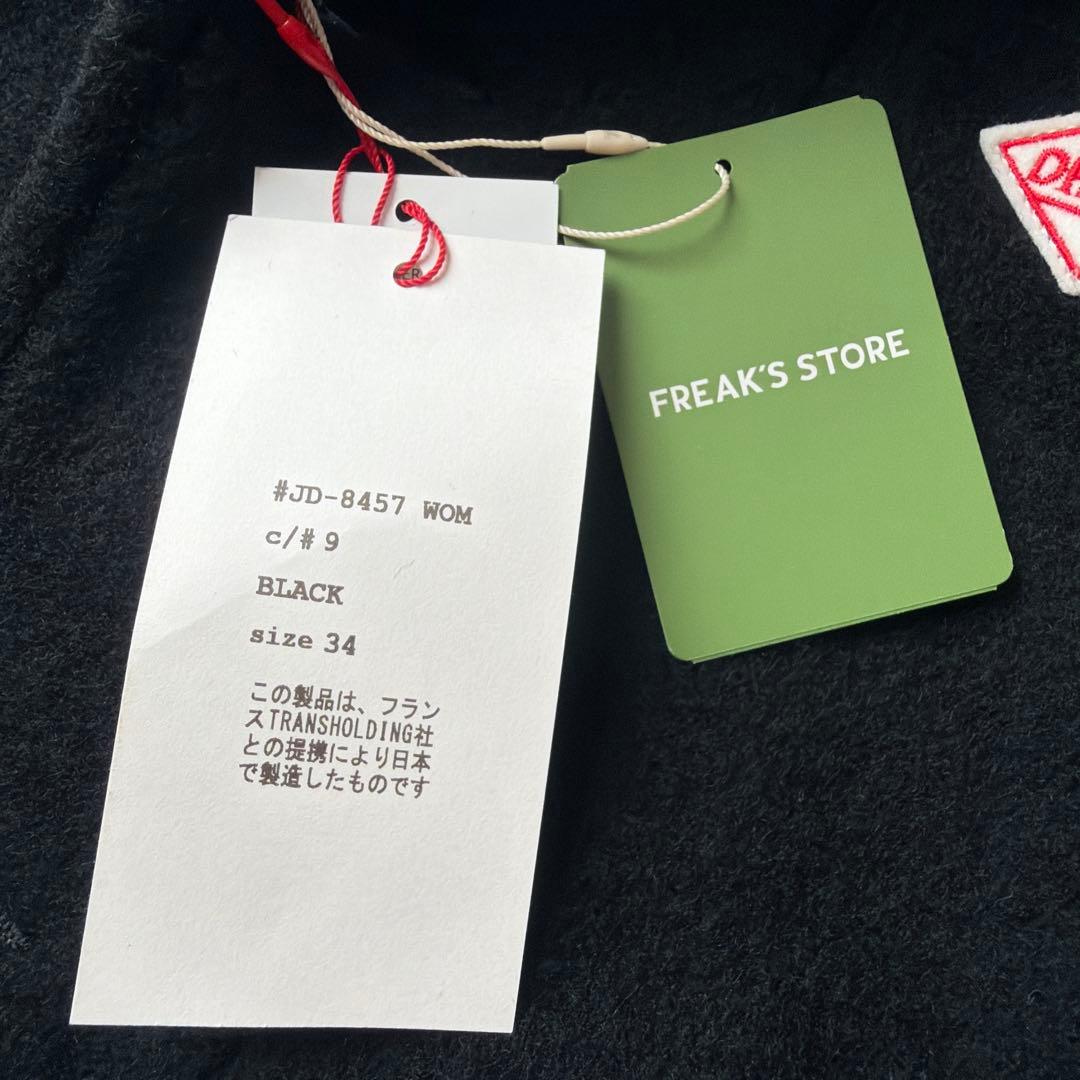 #JD-8457 WOM
c/# 9
BLACK
size 34
この製品は、フラン
スTRANSHOLDING社
との提携により日本
で製造したものです
FREAK'S STORE